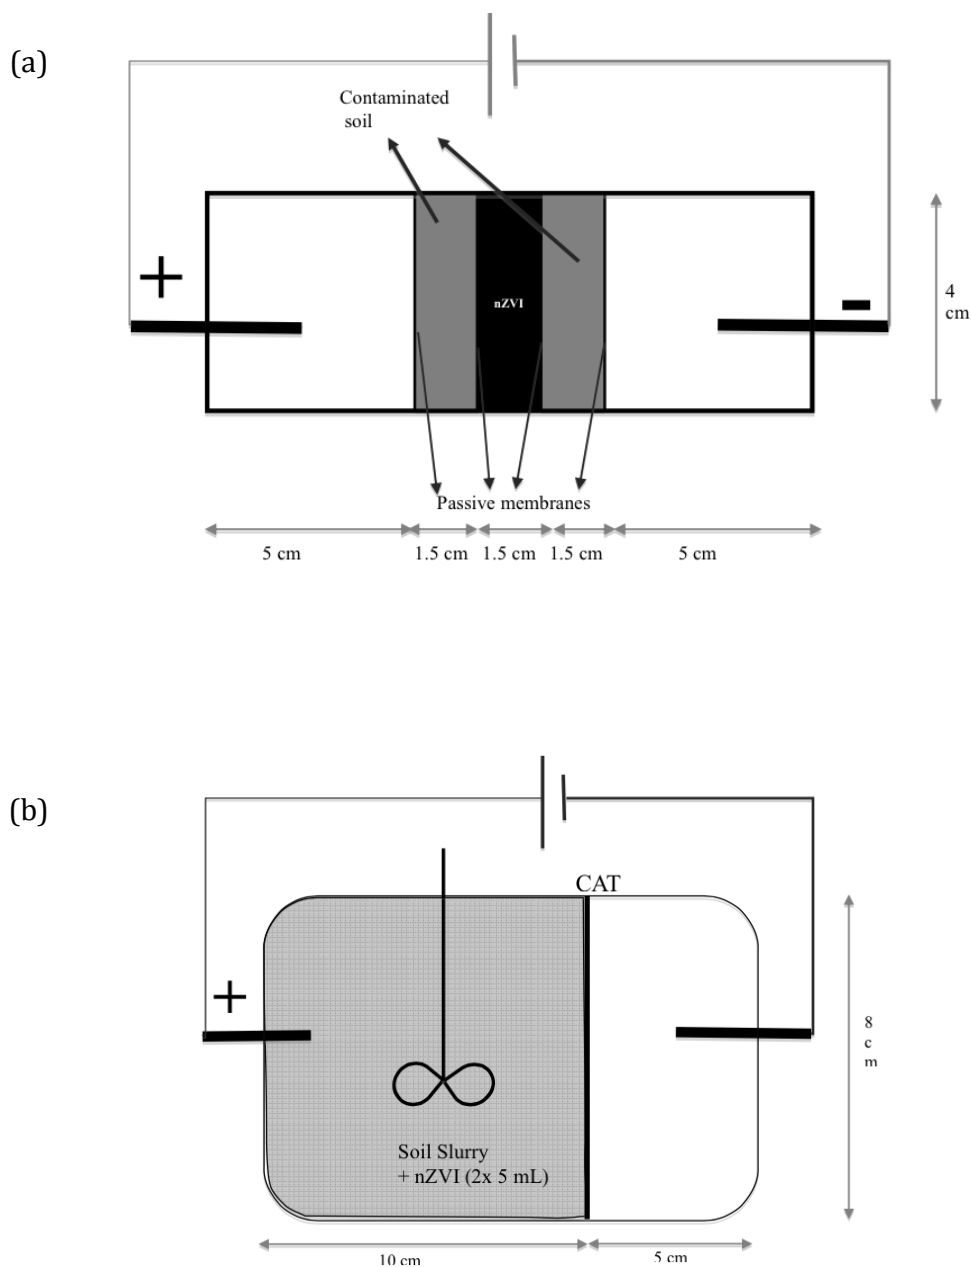 (a)
Contaminated
soil
+
nZVI
-
4
cm
Passive membranes
5 cm
1.5 cm
1.5 cm
1.5 cm
5 cm
(b)
CAT
+
8
c
m
Soil Slurry
+ nZVI (2x 5 mL)
10 cm
5 cm